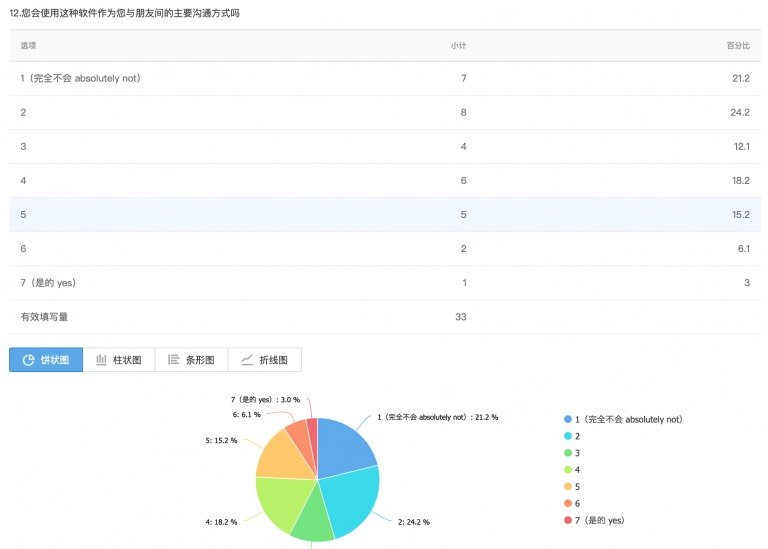 12.您会使用这种软件作为您与朋友间的主要沟通方式吗
选项 小计 百分比
1（完全不会 absolutely not） 7 21.2
2 8 24.2
3 4 12.1
4 6 18.2
5 5 15.2
6 2 6.1
7（是的 yes） 1 3
有效填写量 33
饼状图 柱状图 条形图 折线图
7（是的 yes）: 3.0 %
6: 6.1 %
1（完全不会 absolutely not）: 21.2 %
5: 15.2 %
4: 18.2 %
2: 24.2 %
1（完全不会 absolutely not）
2
3
4
5
6
7（是的 yes）